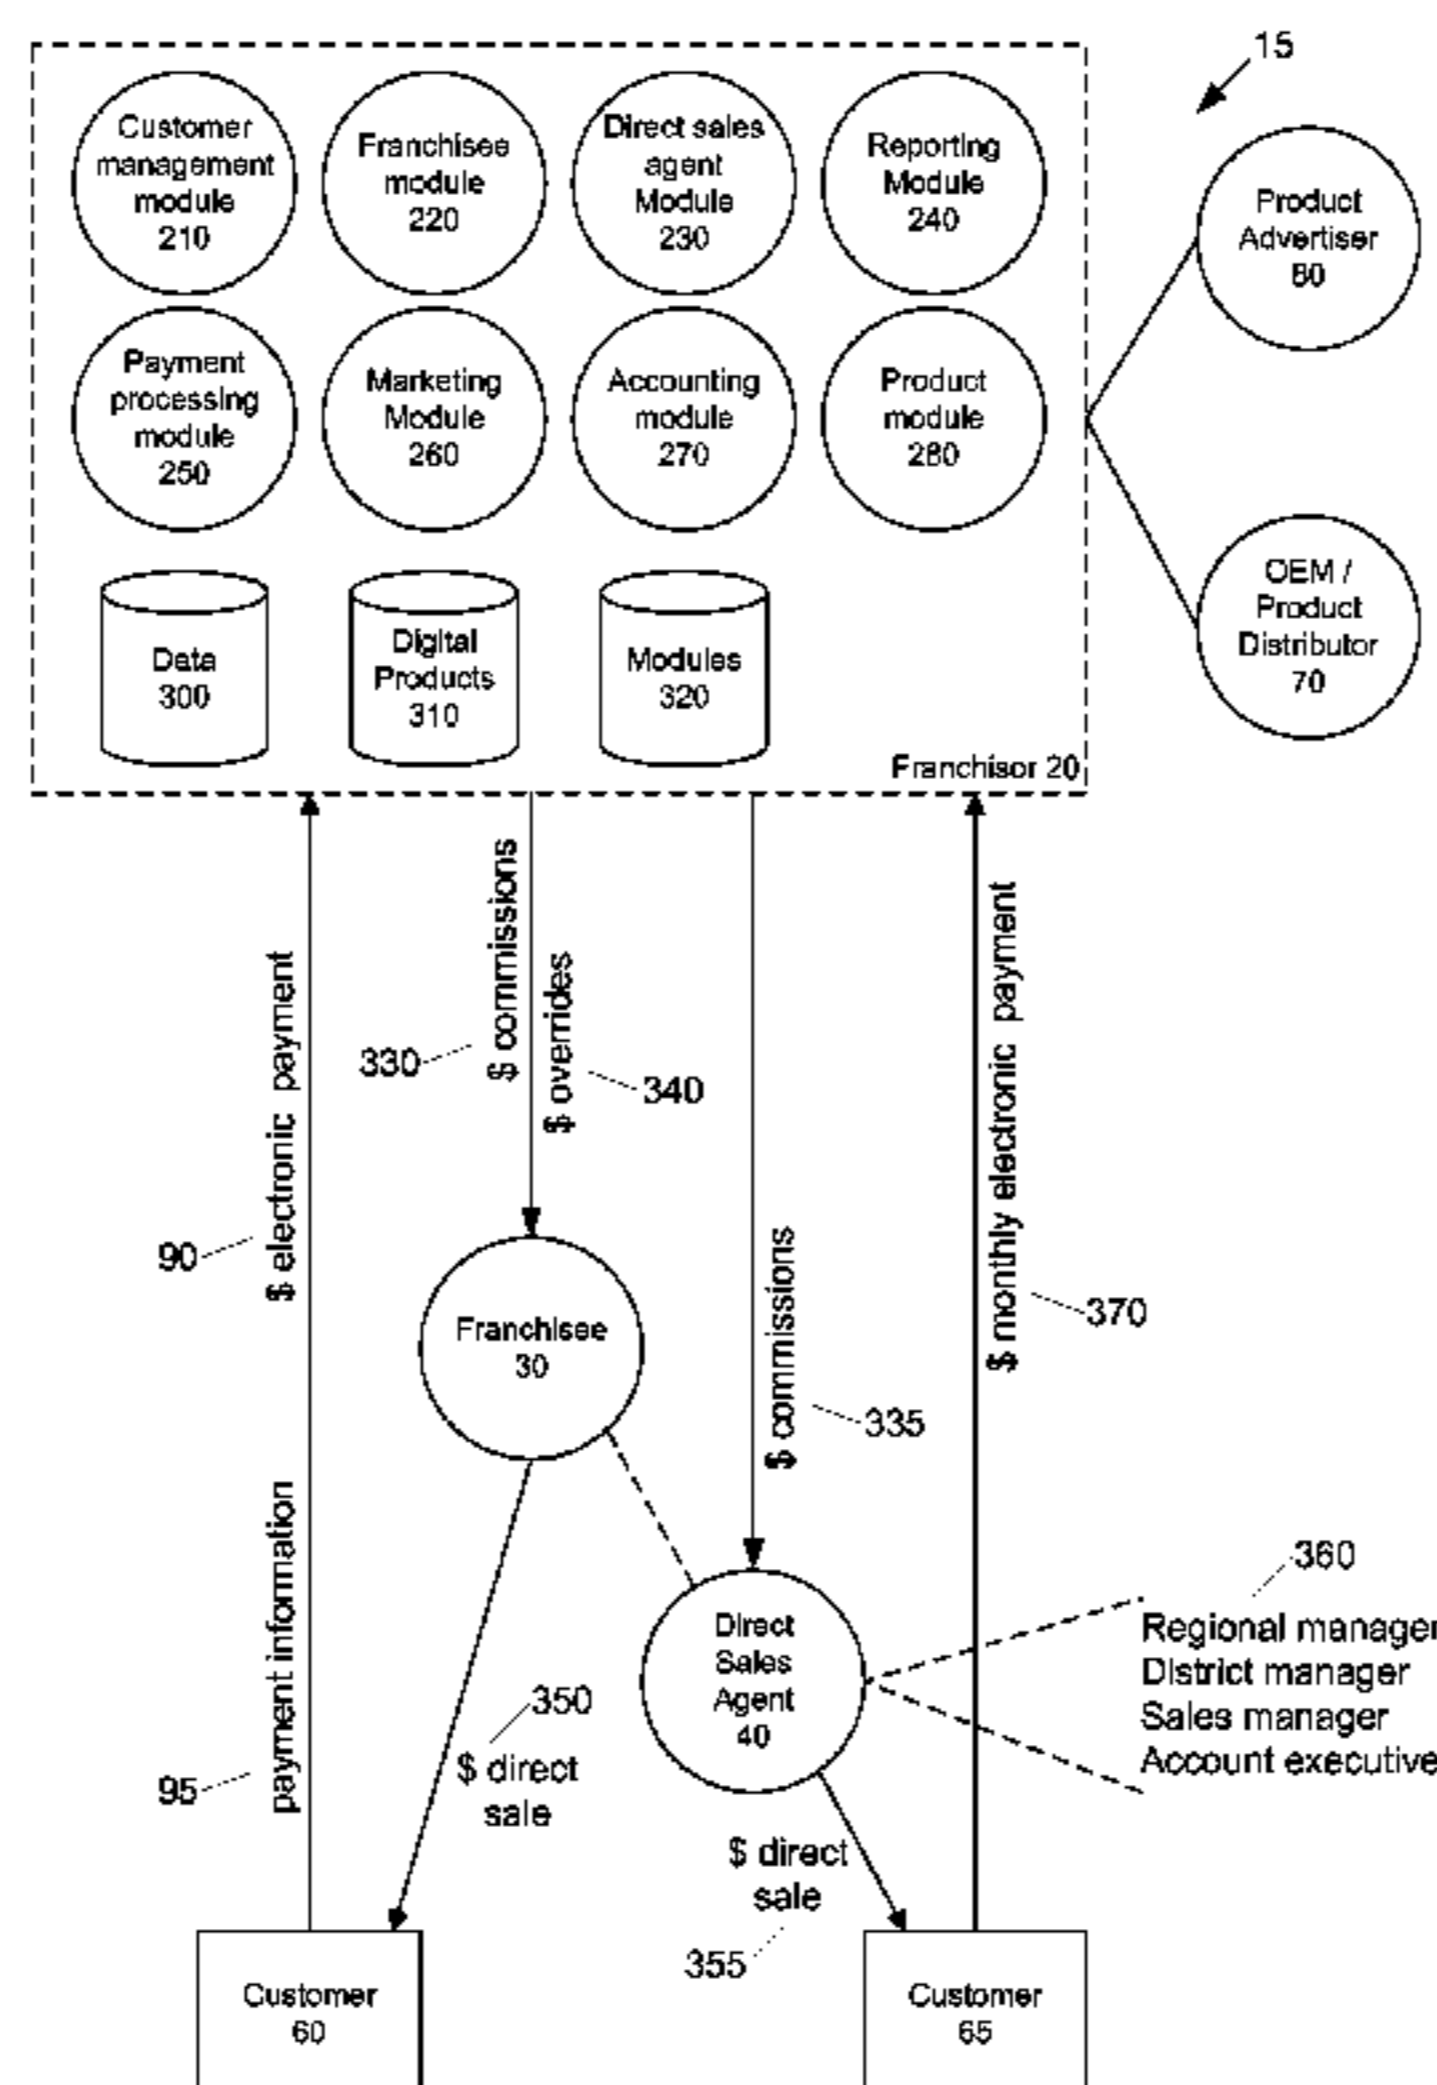 15
Customer
management
module
210
Franchisee
module
220
Direct sales
agent
Module
230
Reporting
Module
240
Product
Advertiser
80
Payment
processing
module
250
Marketing
Module
260
Accounting
module
270
Product
module
280
OEM /
Product
Distributor
70
Data
300
Digital
Products
310
Modules
320
Franchisor 20
$ electronic payment
90
payment information
95
$ commissions
330
$ overrides
340
$ commissions
335
$ monthly electronic payment
370
Franchisee
30
Direct
Sales
Agent
40
360
Regional manager
District manager
Sales manager
Account executive
350
$ direct
sale
$ direct
sale
355
Customer
60
Customer
65